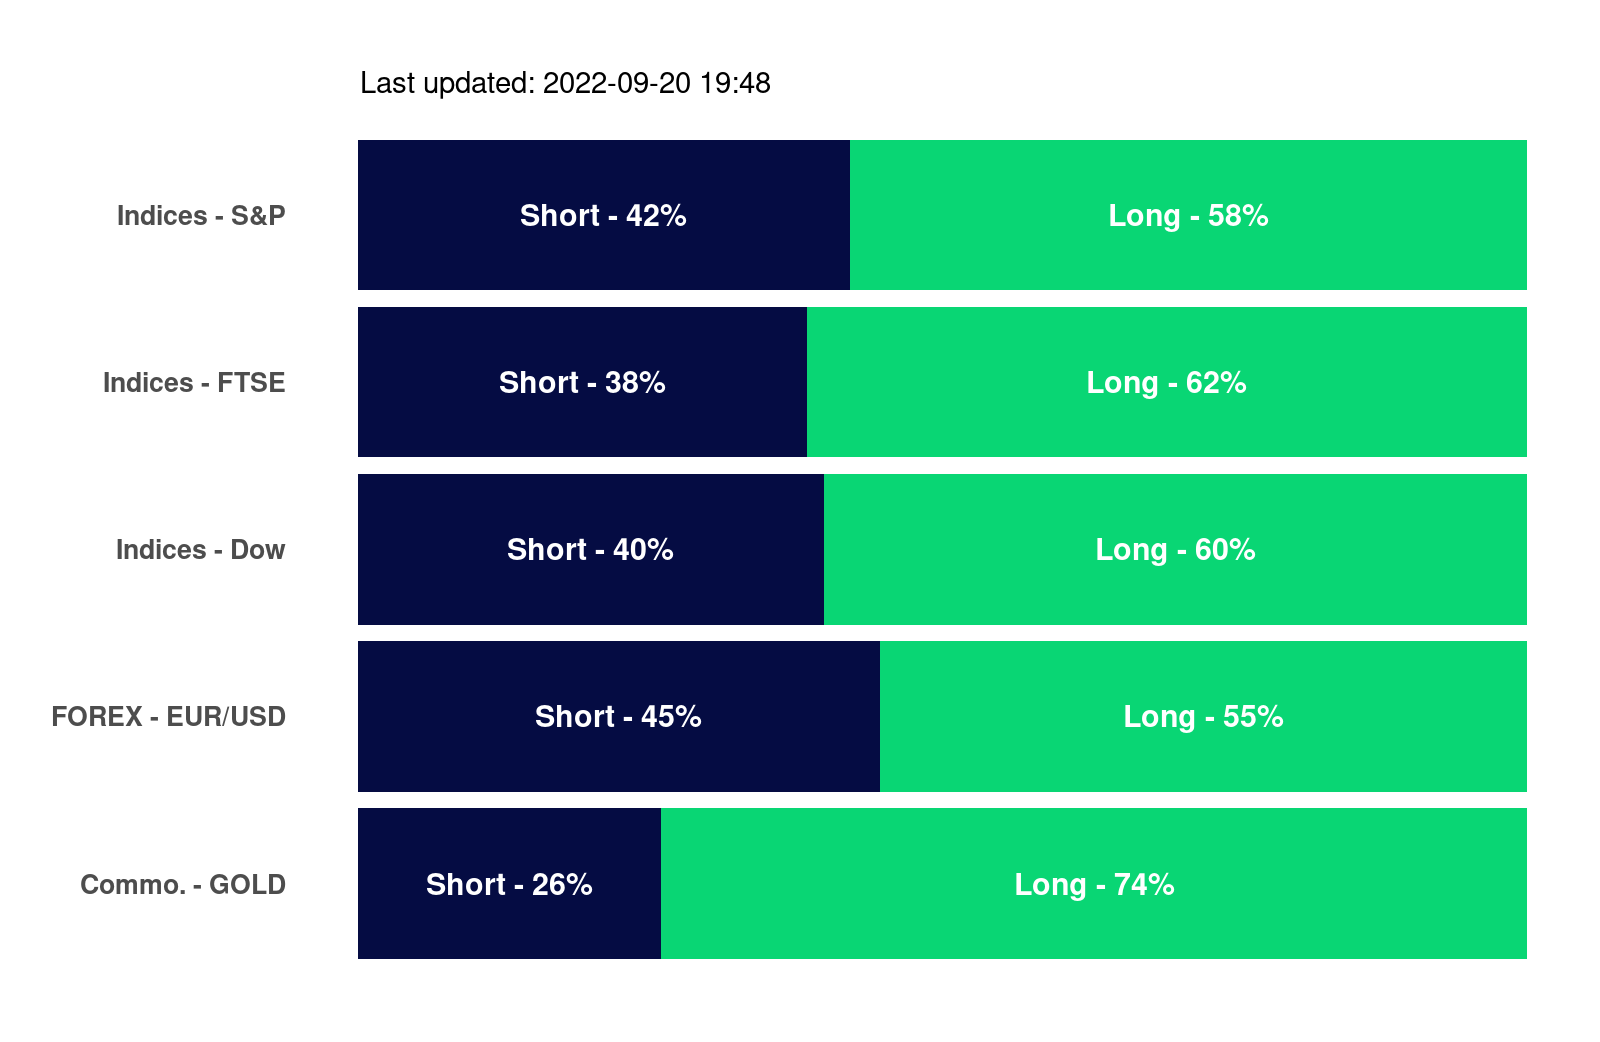 Last updated: 2022-09-20 19:48
Indices - S&P Short - 42% Long - 58%
Indices - FTSE Short - 38% Long - 62%
Indices - Dow Short - 40% Long - 60%
FOREX - EUR/USD Short - 45% Long - 55%
Commo. - GOLD Short - 26% Long - 74%